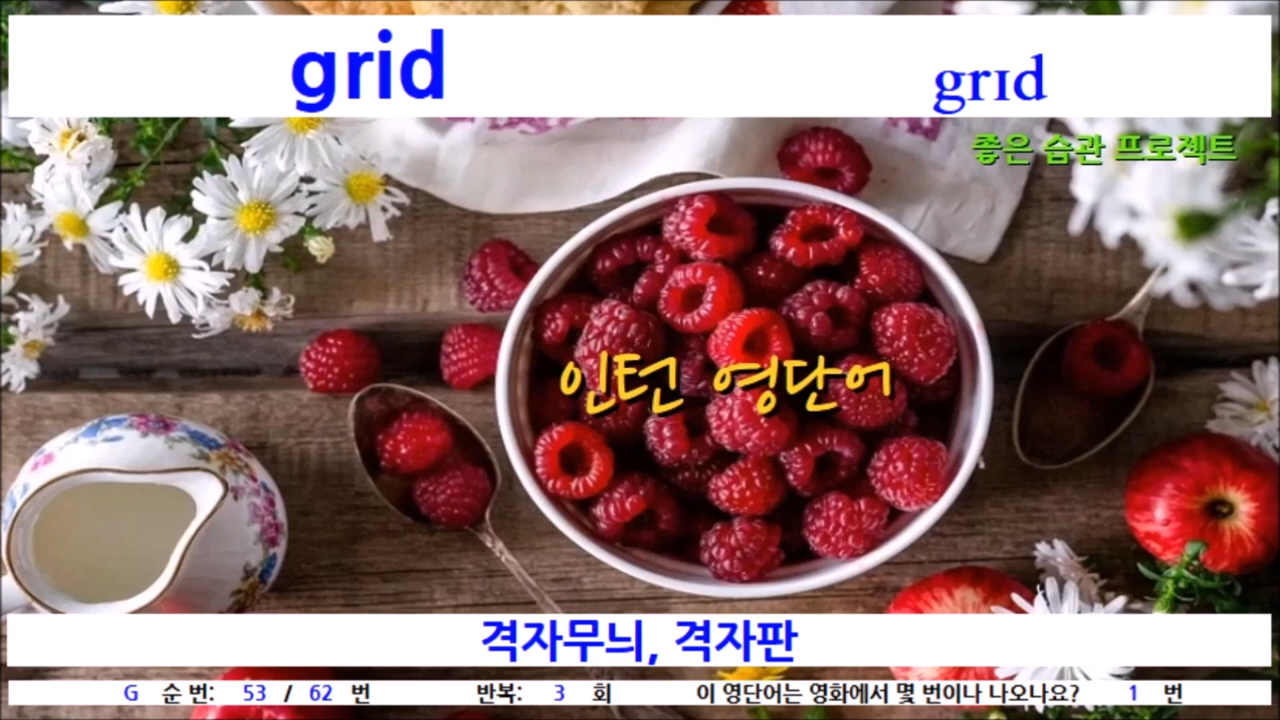 grid
grɪd
좋은 습관 프로젝트
인턴 영단어
격자무늬, 격자판
G 순 번: 53 / 62 번 반복: 3 회 이 영단어는 영화에서 몇 번이나 나오나요? 1 번